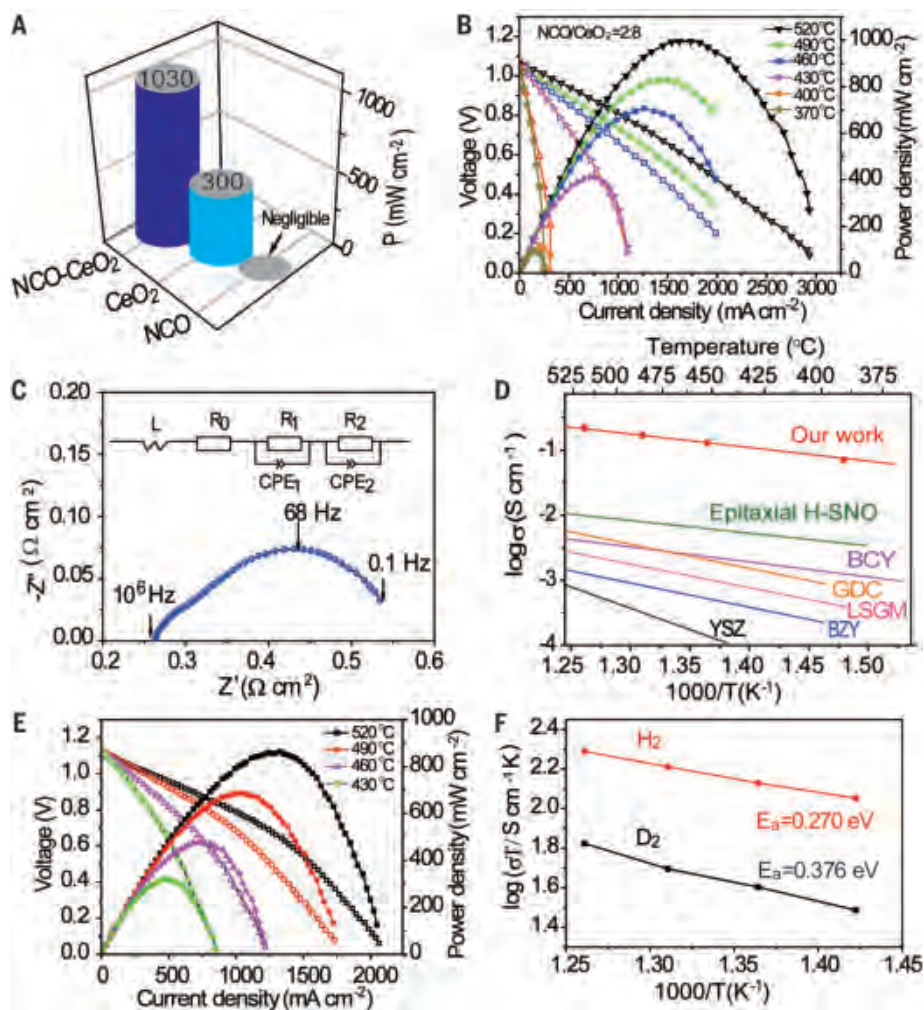 A
1030
300
Negligible
1000
500
0
P (mW cm-2)
NCO-CeO2
CeO2
NCO
B
NCO/CeO2=2.8
520°C
490°C
460°C
430°C
400°C
370°C
1.2
1.0
0.8
0.6
0.4
0.2
0.0
Voltage (V)
1000
800
600
400
200
0
Power density (mW cm-2)
0 500 1000 1500 2000 2500 3000
Current density (mA cm-2)
C
0.20
0.15
0.10
0.05
0.00
-Z" (Ω cm2)
L R0 R1 R2
CPE1 CPE2
68 Hz
0.1 Hz
106Hz
0.2 0.3 0.4 0.5 0.6
Z'(Ω cm2)
Temperature (°C)
525 500 475 450 425 400 375
D
-1
-2
-3
-4
logσ(S cm-1)
Our work
Epitaxial H-SNO
BCY
GDC
LSGM
YSZ
BZY
1.25 1.30 1.35 1.40 1.45 1.50
1000/T(K-1)
E
520°C
490°C
460°C
430°C
1.2
1.0
0.8
0.6
0.4
0.2
0.0
Voltage (V)
1000
800
600
400
200
0
Power density (mW cm-2)
0 500 1000 1500 2000
Current density (mA cm-2)
F
2.4
2.2
2.0
1.8
1.6
1.4
log (σT/S cm-1K)
H2
Ea=0.270 eV
D2
Ea=0.376 eV
1.25 1.30 1.35 1.40 1.45
1000/T(K-1)